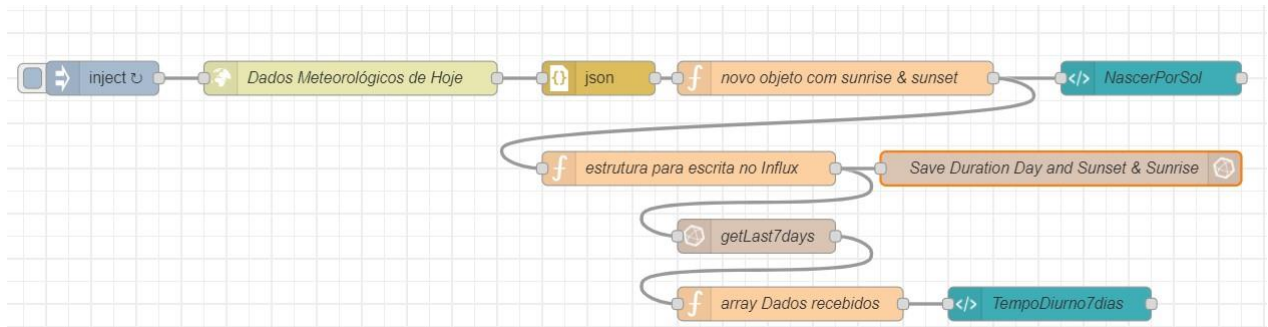 inject ↻
Dados Meteorológicos de Hoje
json
novo objeto com sunrise & sunset
NascerPorSol
estrutura para escrita no Influx
Save Duration Day and Sunset & Sunrise
getLast7days
array Dados recebidos
TempoDiurno7dias